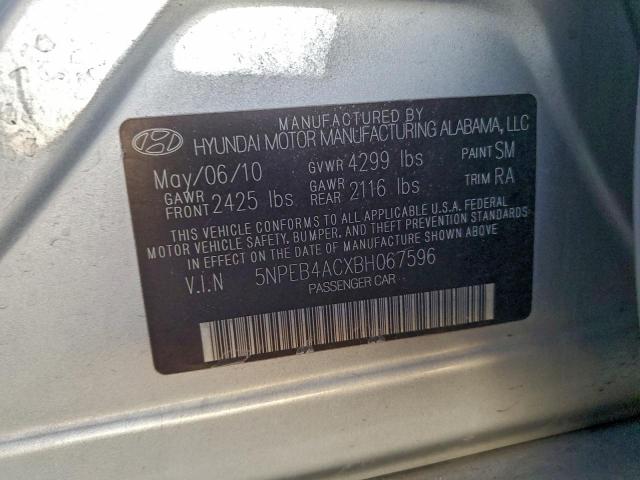 MANUFACTURED BY
HYUNDAI MOTOR MANUFACTURING ALABAMA, LLC
May/06/10 GVWR 4299 lbs PAINT SM
GAWR FRONT 2425 lbs GAWR REAR 2116 lbs TRIM RA
THIS VEHICLE CONFORMS TO ALL APPLICABLE U.S.A. FEDERAL
MOTOR VEHICLE SAFETY, BUMPER, AND THEFT PREVENTION STANDARDS
IN EFFECT ON THE DATE OF MANUFACTURE SHOWN ABOVE.
V.I.N 5NPEB4ACXBH067596
PASSENGER CAR